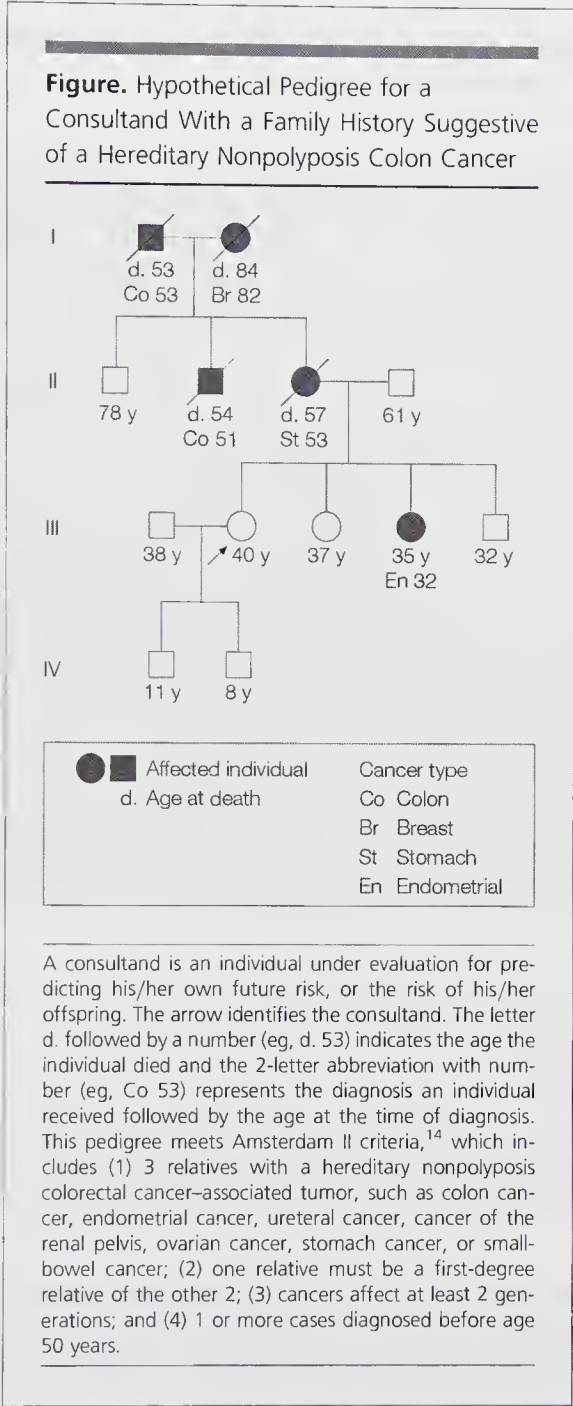 Figure. Hypothetical Pedigree for a
Consultand With a Family History Suggestive
of a Hereditary Nonpolyposis Colon Cancer
I
d. 53 d. 84
Co 53 Br 82
II
78 y d. 54 d. 57 61 y
Co 51 St 53
III
38 y 40 y 37 y 35 y 32 y
En 32
IV
11 y 8 y
Affected individual Cancer type
d. Age at death Co Colon
Br Breast
St Stomach
En Endometrial
A consultand is an individual under evaluation for pre-
dicting his/her own future risk, or the risk of his/her
offspring. The arrow identifies the consultand. The letter
d. followed by a number (eg, d. 53) indicates the age the
individual died and the 2-letter abbreviation with num-
ber (eg, Co 53) represents the diagnosis an individual
received followed by the age at the time of diagnosis.
This pedigree meets Amsterdam II criteria,14 which in-
cludes (1) 3 relatives with a hereditary nonpolyposis
colorectal cancer–associated tumor, such as colon can-
cer, endometrial cancer, ureteral cancer, cancer of the
renal pelvis, ovarian cancer, stomach cancer, or small-
bowel cancer; (2) one relative must be a first-degree
relative of the other 2; (3) cancers affect at least 2 gen-
erations; and (4) 1 or more cases diagnosed before age
50 years.